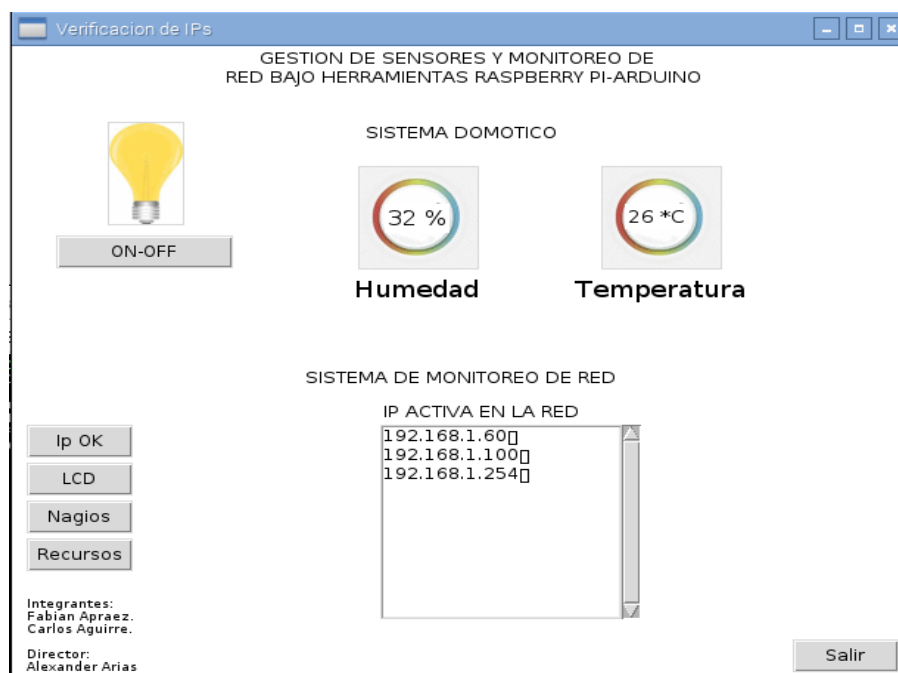 Verificacion de IPs
GESTION DE SENSORES Y MONITOREO DE
RED BAJO HERRAMIENTAS RASPBERRY PI-ARDUINO
SISTEMA DOMOTICO
32 %
26 *C
ON-OFF
Humedad
Temperatura
SISTEMA DE MONITOREO DE RED
IP ACTIVA EN LA RED
192.168.1.60▯
192.168.1.100▯
192.168.1.254▯
Ip OK
LCD
Nagios
Recursos
Integrantes:
Fabian Apraez.
Carlos Aguirre.
Director:
Alexander Arias
Salir